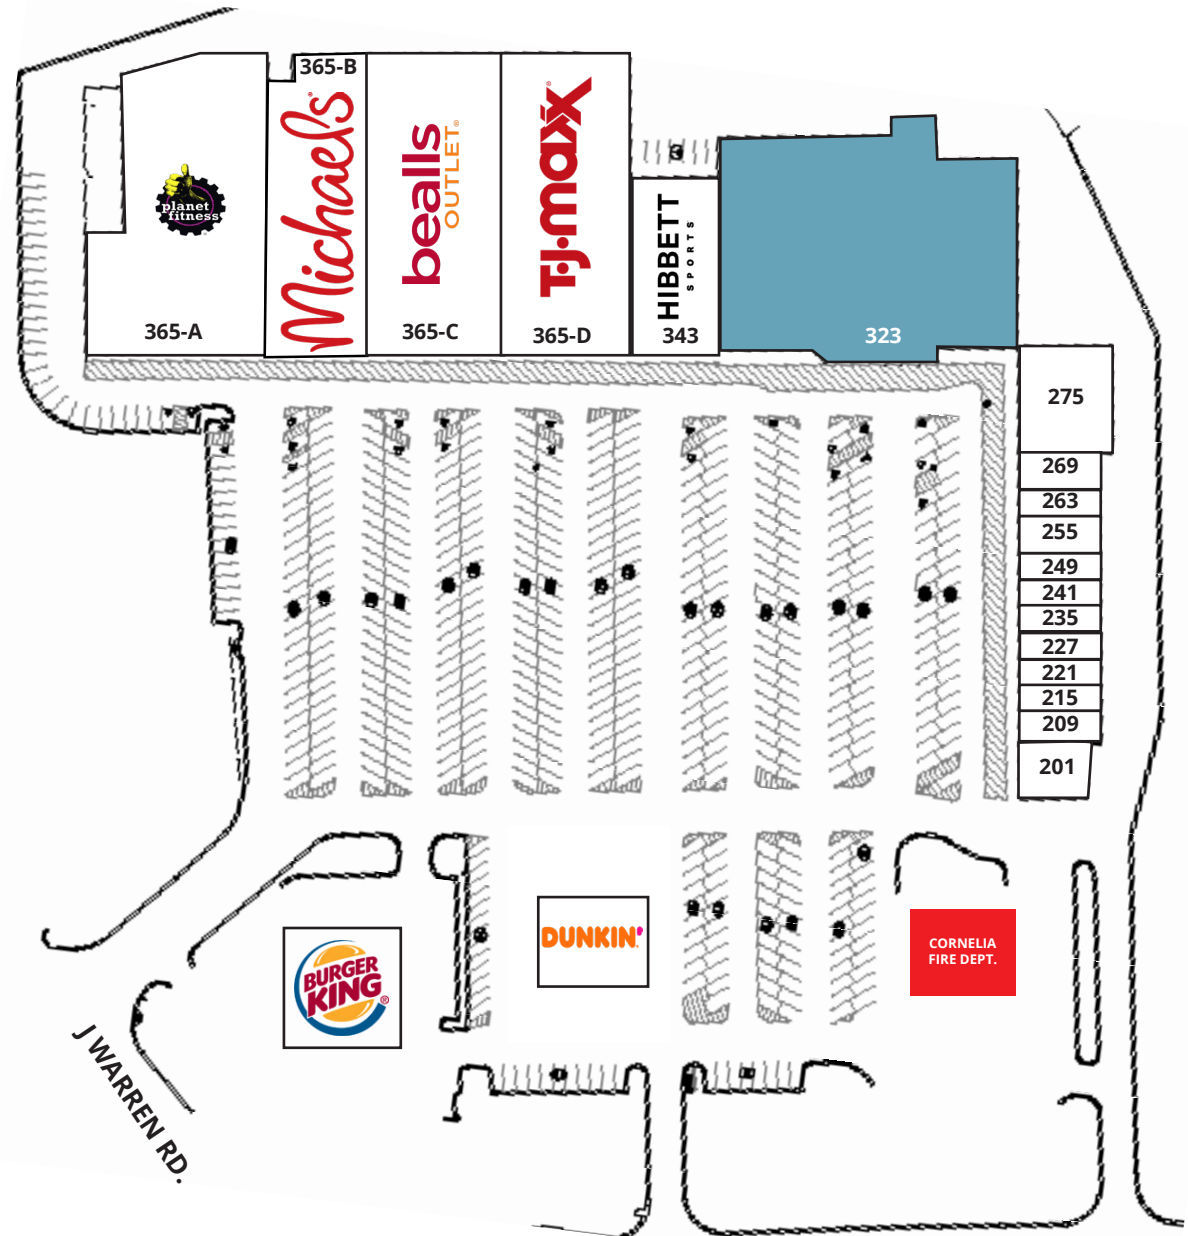 365-B
planet
fitness
Michaels
bealls
OUTLET®
T·J·maxx®
HIBBETT
SPORTS
365-A
365-C
365-D
343
323
275
269
263
255
249
241
235
227
221
215
209
201
BURGER
KING®
DUNKIN'
CORNELIA
FIRE DEPT.
J WARREN RD.